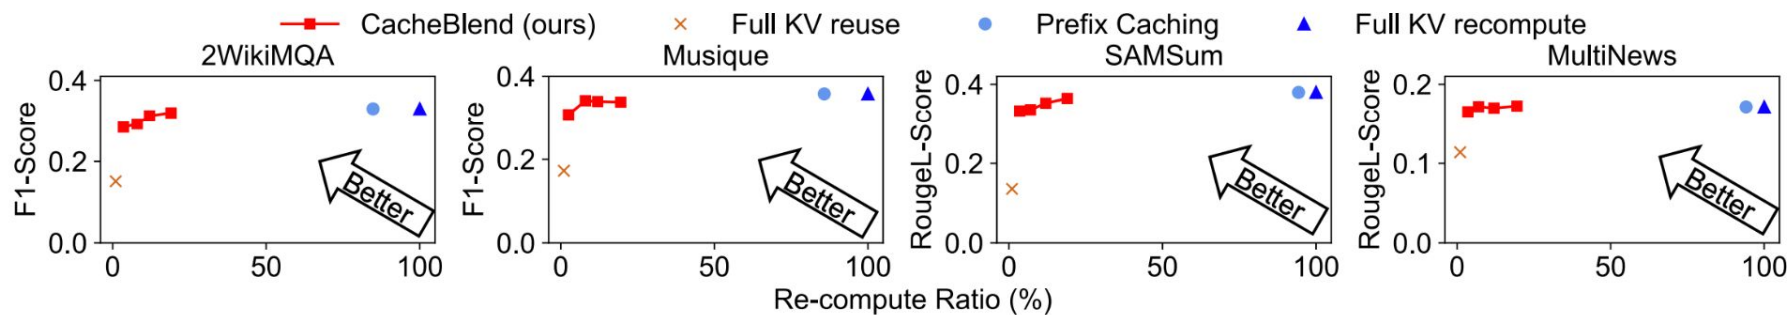 CacheBlend (ours) Full KV reuse Prefix Caching Full KV recompute
2WikiMQA Musique SAMSum MultiNews
F1-Score
0.4
0.2
0.0
0 50 100
Better
F1-Score
0.4
0.2
0.0
0 50 100
Better
RougeL-Score
0.4
0.2
0.0
0 50 100
Better
RougeL-Score
0.2
0.1
0.0
0 50 100
Better
Re-compute Ratio (%)